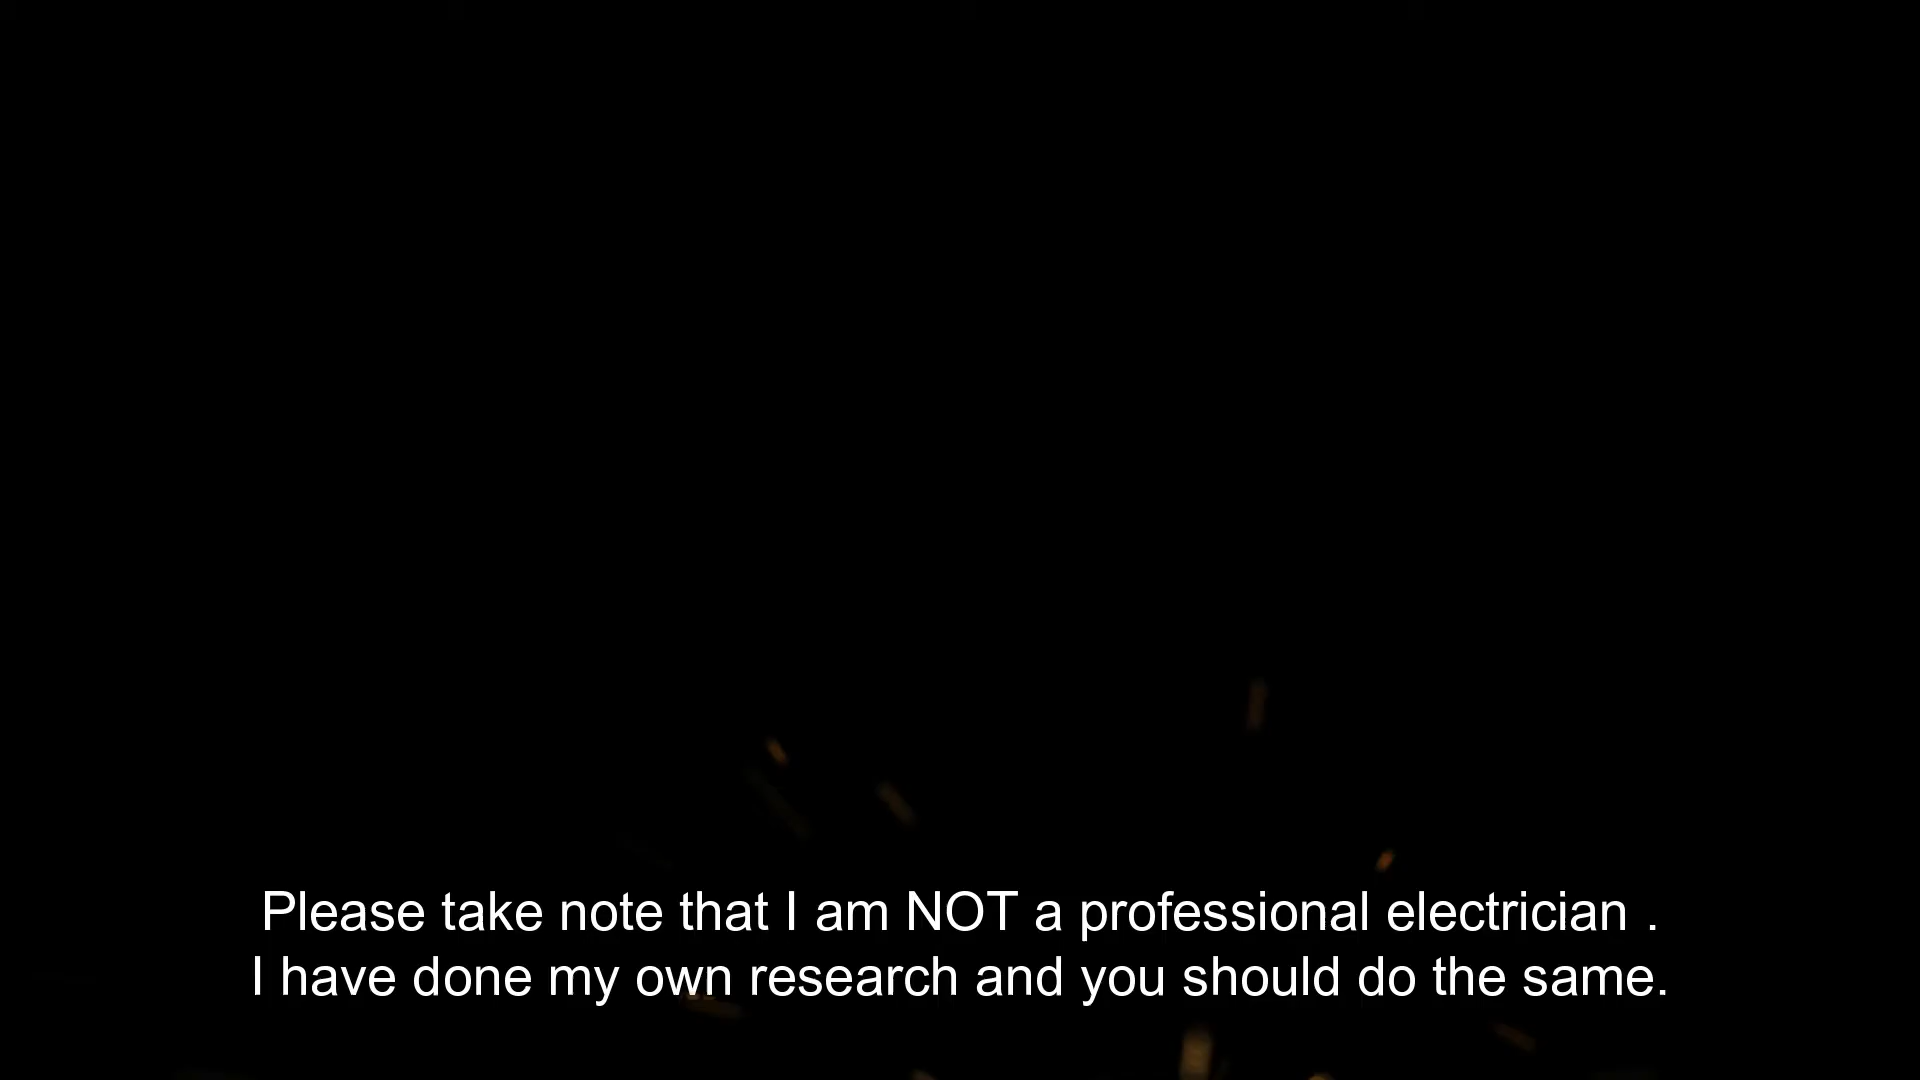 Please take note that I am NOT a professional electrician .
I have done my own research and you should do the same.